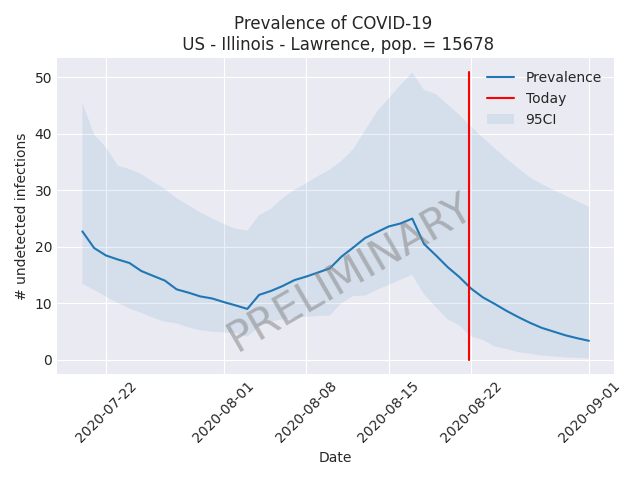 Prevalence of COVID-19
US - Illinois - Lawrence, pop. = 15678
# undetected infections
50
40
30
20
10
0
Prevalence
Today
95CI
PRELIMINARY
2020-07-22
2020-08-01
2020-08-08
2020-08-15
2020-08-22
2020-09-01
Date